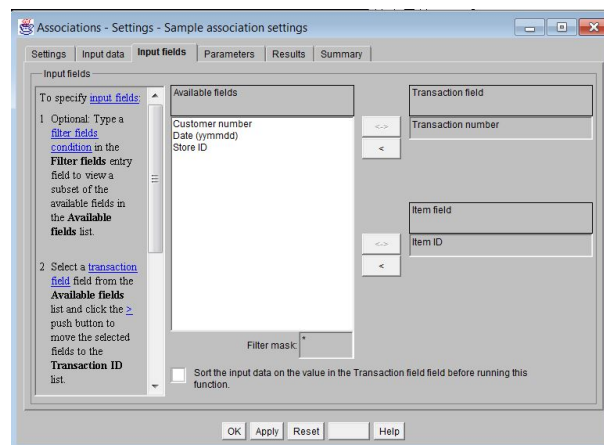 Associations - Settings - Sample association settings
Settings
Input data
Input fields
Parameters
Results
Summary
Input fields
To specify input fields:
1 Optional: Type a
filter fields
condition in the
Filter fields entry
field to view a
subset of the
available fields in
the Available
fields list.
2 Select a transaction
field field from the
Available fields
list and click the >
push button to
move the selected
fields to the
Transaction ID
list.
Available fields
Customer number
Date (yymmdd)
Store ID
Filter mask: *
<->
<
Transaction field
Transaction number
<->
<
Item field
Item ID
Sort the input data on the value in the Transaction field field before running this
function.
OK
Apply
Reset
Help